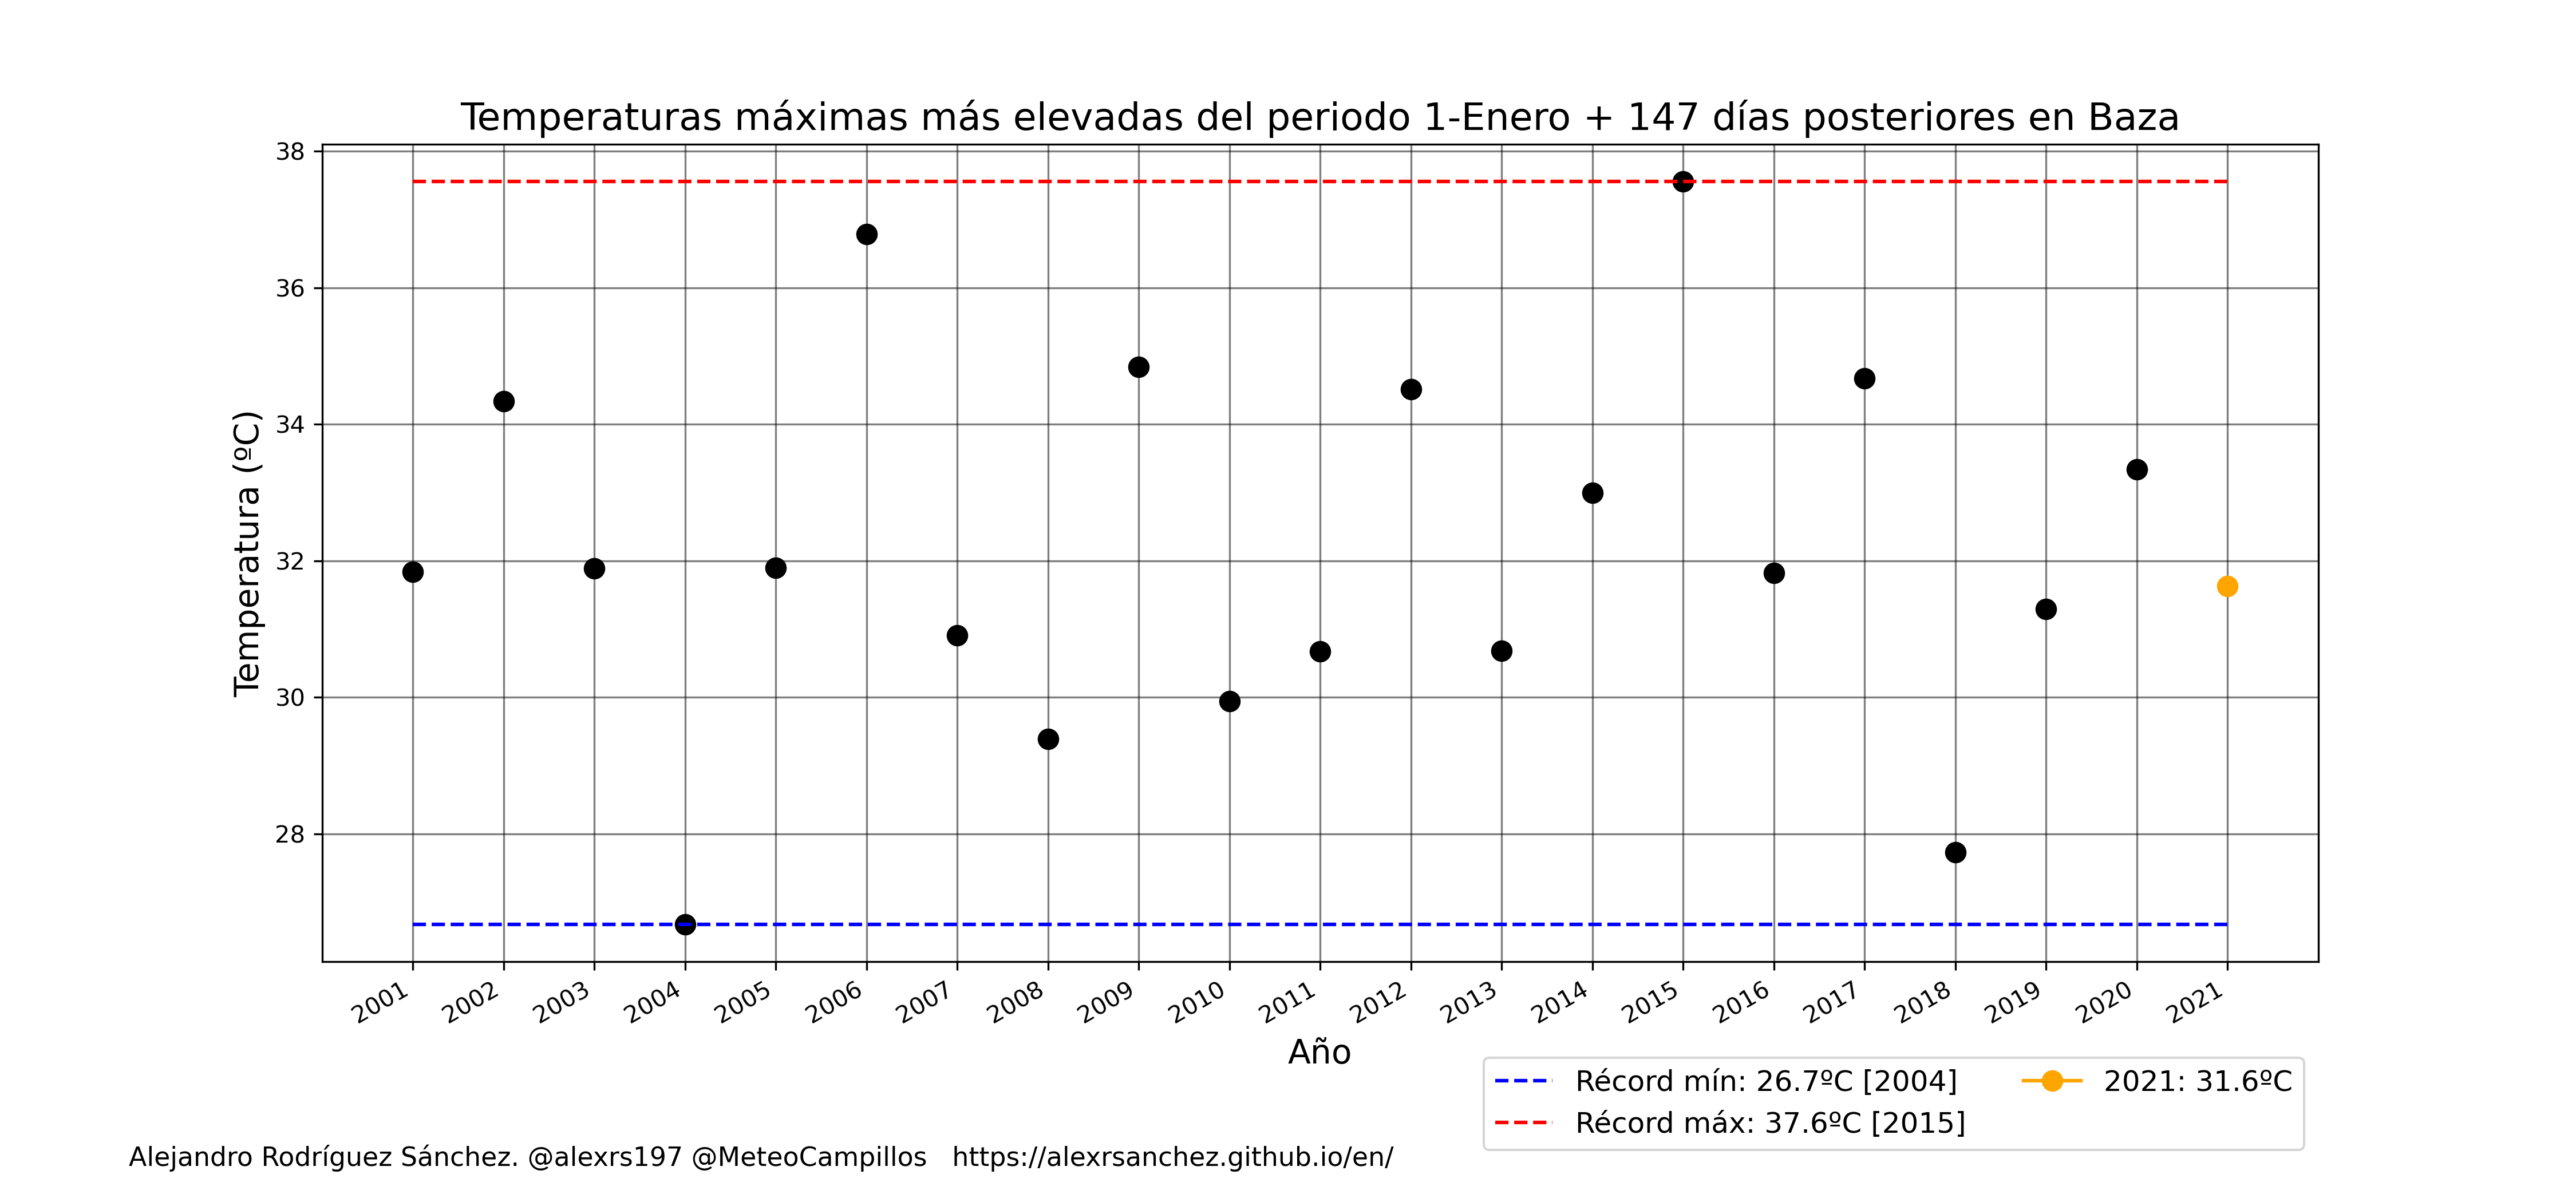 Temperaturas máximas más elevadas del periodo 1-Enero + 147 días posteriores en Baza
Temperatura (ºC)
38
36
34
32
30
28
2001 2002 2003 2004 2005 2006 2007 2008 2009 2010 2011 2012 2013 2014 2015 2016 2017 2018 2019 2020 2021
Año
Récord mín: 26.7ºC [2004]
Récord máx: 37.6ºC [2015]
2021: 31.6ºC
Alejandro Rodríguez Sánchez. @alexrs197 @MeteoCampillos https://alexrsanchez.github.io/en/